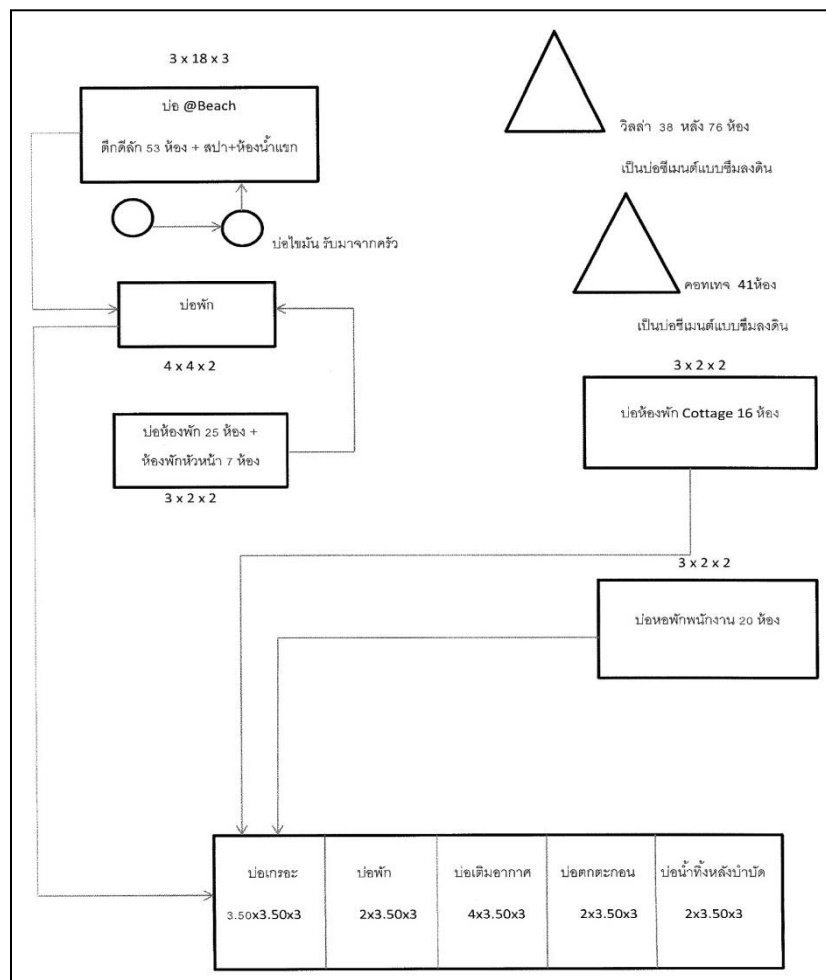 3 x 18 x 3
บ่อ @Beach
ตึกดีลัก 53 ห้อง + สปา+ห้องน้ำแขก
บ่อไขมัน รับมาจากครัว
บ่อพัก
4 x 4 x 2
บ่อห้องพัก 25 ห้อง +
ห้องพักหัวหน้า 7 ห้อง
3 x 2 x 2
วิลล่า 38 หลัง 76 ห้อง
เป็นบ่อซีเมนต์แบบซึมลงดิน
คอทเทจ 41ห้อง
เป็นบ่อซีเมนต์แบบซึมลงดิน
3 x 2 x 2
บ่อห้องพัก Cottage 16 ห้อง
3 x 2 x 2
บ่อหอพักพนักงาน 20 ห้อง
บ่อเกรอะ
3.50x3.50x3
บ่อพัก
2x3.50x3
บ่อเติมอากาศ
4x3.50x3
บ่อตกตะกอน
2x3.50x3
บ่อน้ำทิ้งหลังบำบัด
2x3.50x3